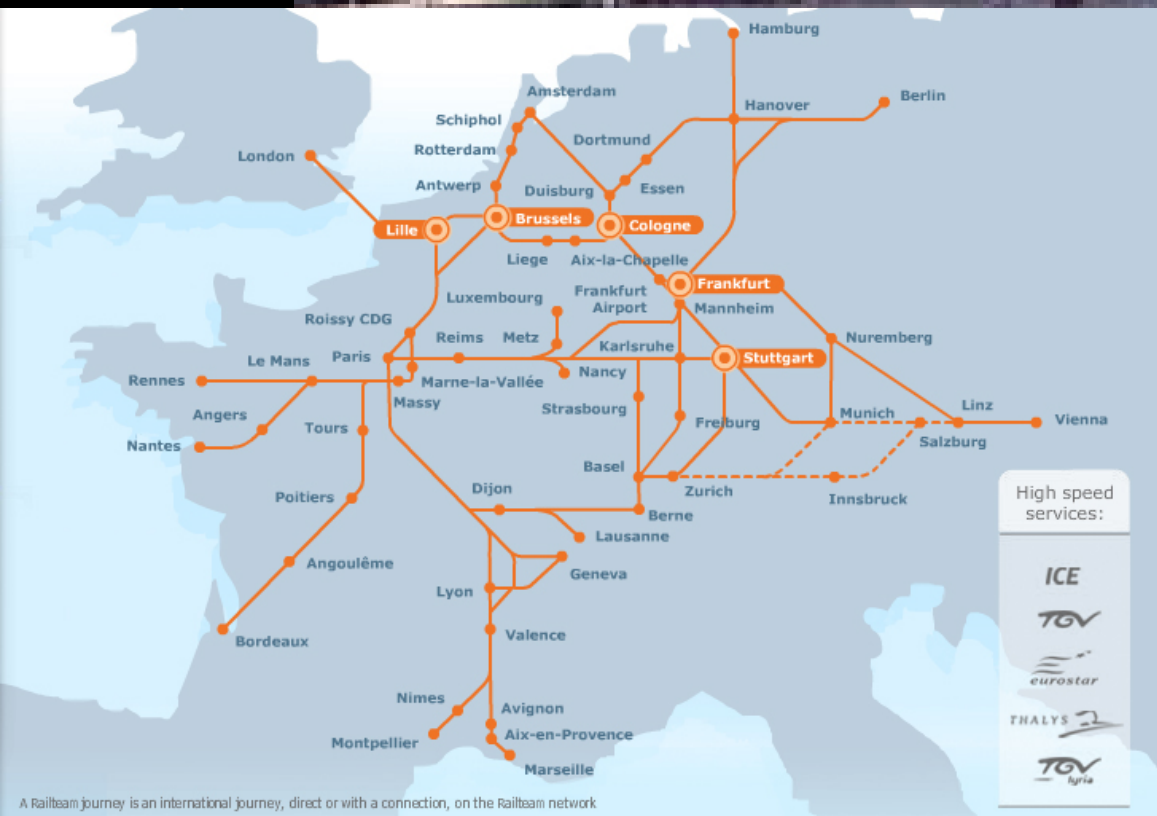 Hamburg
Amsterdam
Berlin
Hanover
Schiphol
Dortmund
Rotterdam
London
Antwerp
Duisburg
Essen
Lille
Brussels
Cologne
Liege
Aix-la-Chapelle
Frankfurt
Luxembourg
Frankfurt
Airport
Mannheim
Roissy CDG
Reims
Metz
Karlsruhe
Nuremberg
Le Mans
Paris
Stuttgart
Rennes
Marne-la-Vallée
Nancy
Massy
Strasbourg
Angers
Tours
Freiburg
Munich
Linz
Vienna
Nantes
Salzburg
Basel
Dijon
Zurich
Innsbruck
Poitiers
Berne
Lausanne
Angoulême
Geneva
Lyon
Bordeaux
Valence
Nimes
Avignon
Aix-en-Provence
Montpellier
Marseille
High speed
services:
ICE
TGV
eurostar
THALYS
TGV
lyria
A Railteam journey is an international journey, direct or with a connection, on the Railteam network